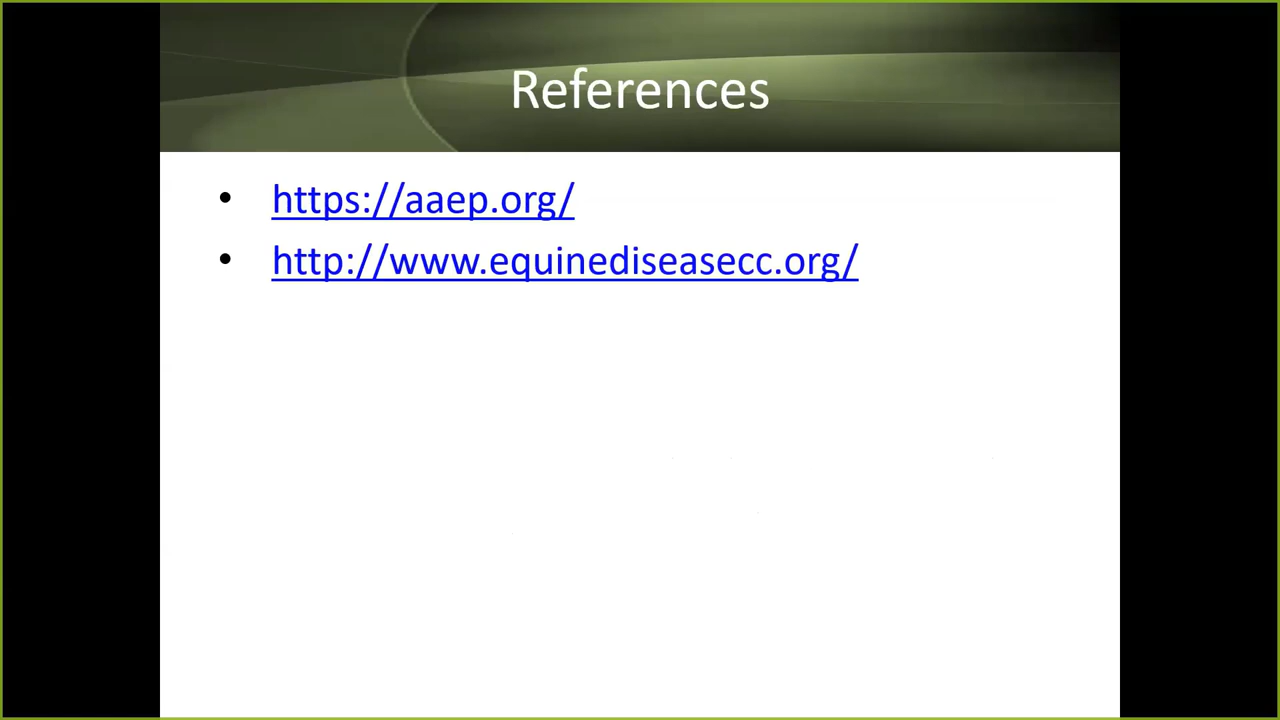 References
• https://aaep.org/
• http://www.equinediseasecc.org/